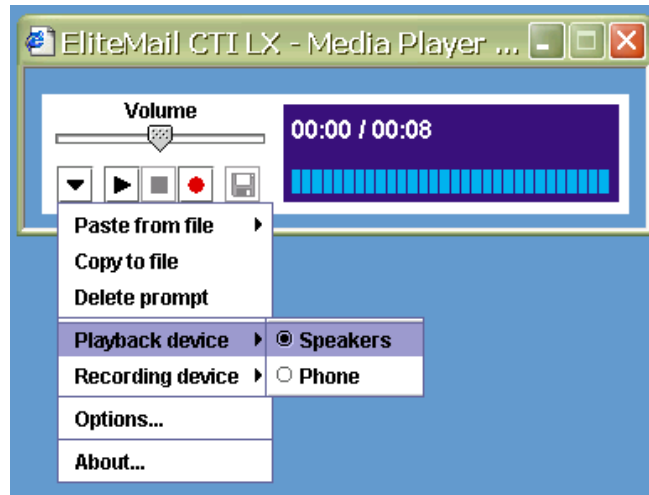 EliteMail CTI LX - Media Player ...
Volume
00:00 / 00:08
Paste from file
Copy to file
Delete prompt
Playback device
Speakers
Recording device
Phone
Options...
About...